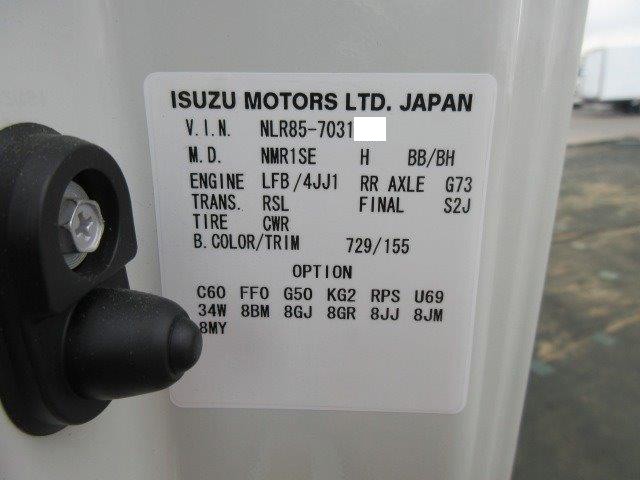 ISUZU MOTORS LTD. JAPAN
V.I.N. NLR85-7031
M.D. NMR1SE H BB/BH
ENGINE LFB/4JJ1 RR AXLE G73
TRANS. RSL FINAL S2J
TIRE CWR
B.COLOR/TRIM 729/155
OPTION
C60 FF0 G50 KG2 RPS U69
34W 8BM 8GJ 8GR 8JJ 8JM
8MY